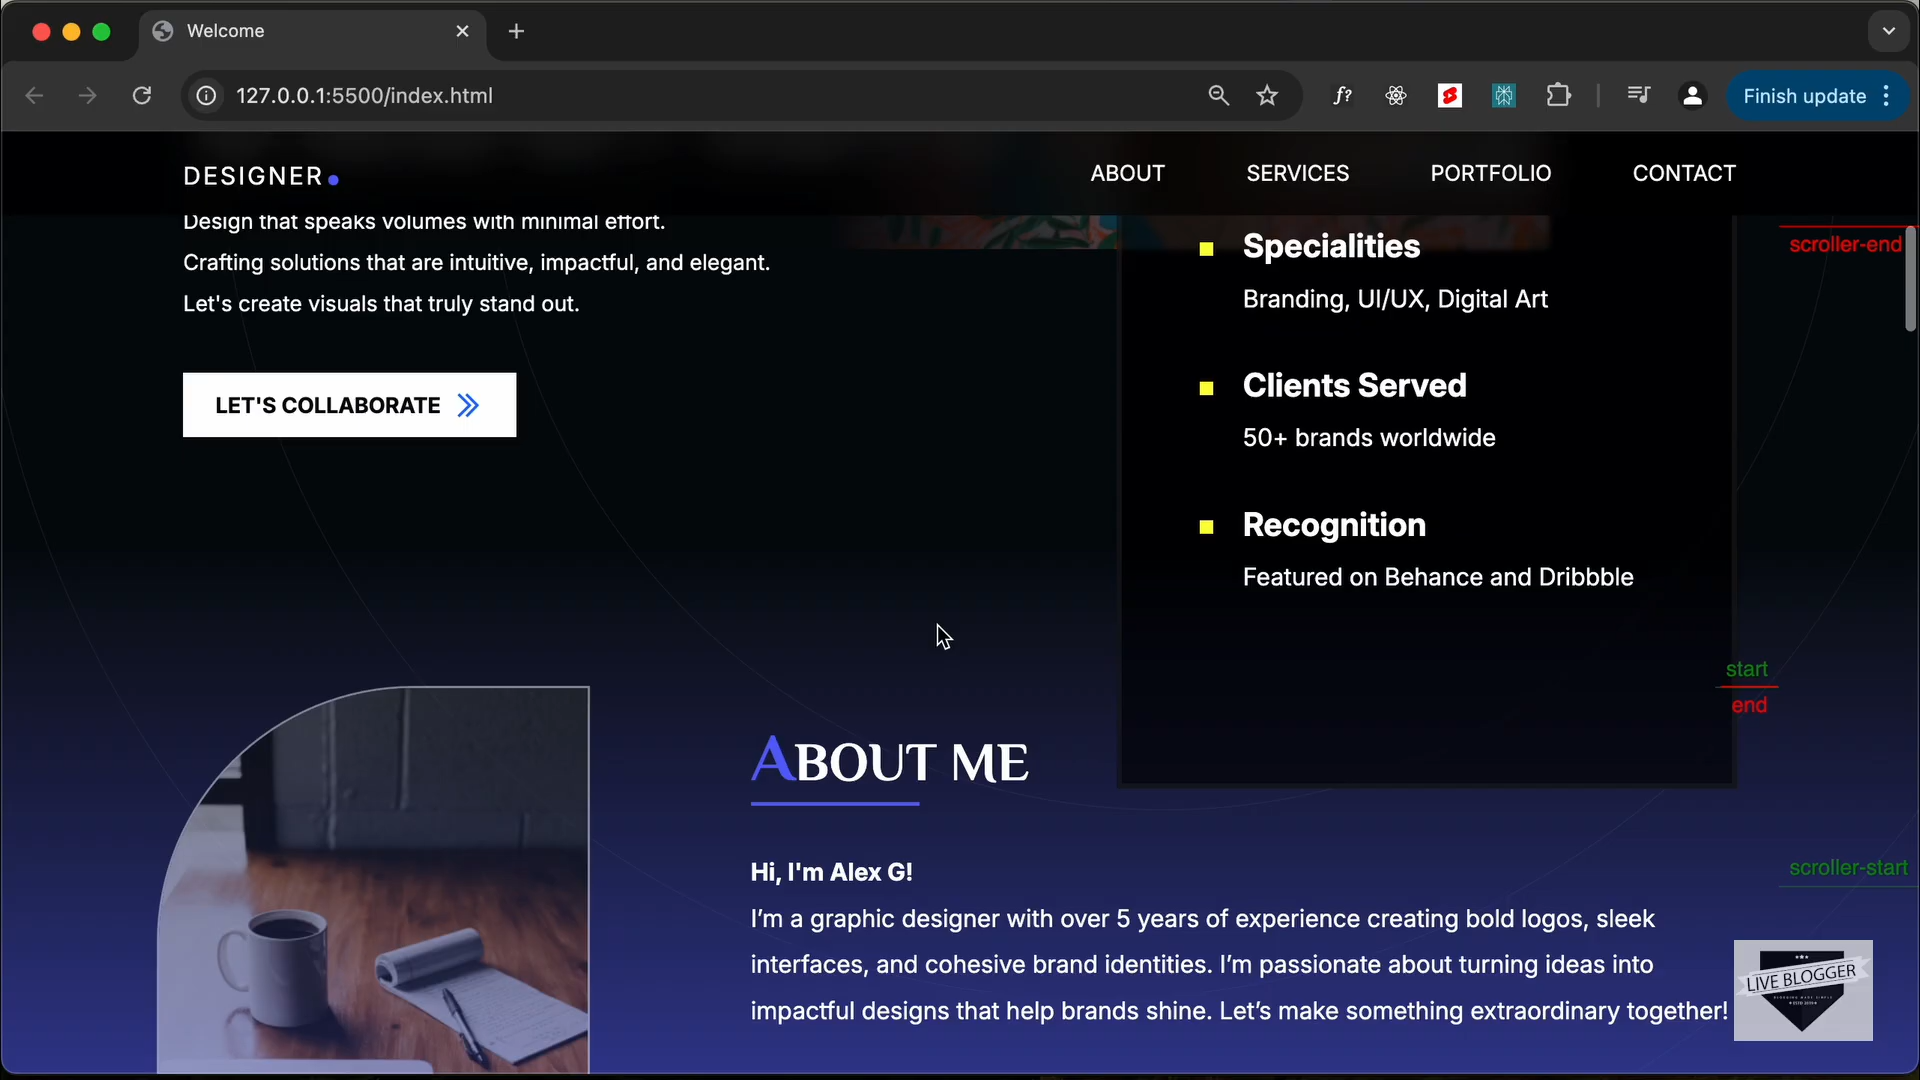 Welcome
127.0.0.1:5500/index.html
f?
Finish update
DESIGNER
ABOUT
SERVICES
PORTFOLIO
CONTACT
Design that speaks volumes with minimal effort.
Crafting solutions that are intuitive, impactful, and elegant.
Let's create visuals that truly stand out.
LET'S COLLABORATE
Specialities
Branding, UI/UX, Digital Art
Clients Served
50+ brands worldwide
Recognition
Featured on Behance and Dribbble
scroller-end
start
end
scroller-start
ABOUT ME
Hi, I'm Alex G!
I’m a graphic designer with over 5 years of experience creating bold logos, sleek
interfaces, and cohesive brand identities. I’m passionate about turning ideas into
impactful designs that help brands shine. Let’s make something extraordinary together!
LIVE BLOGGER